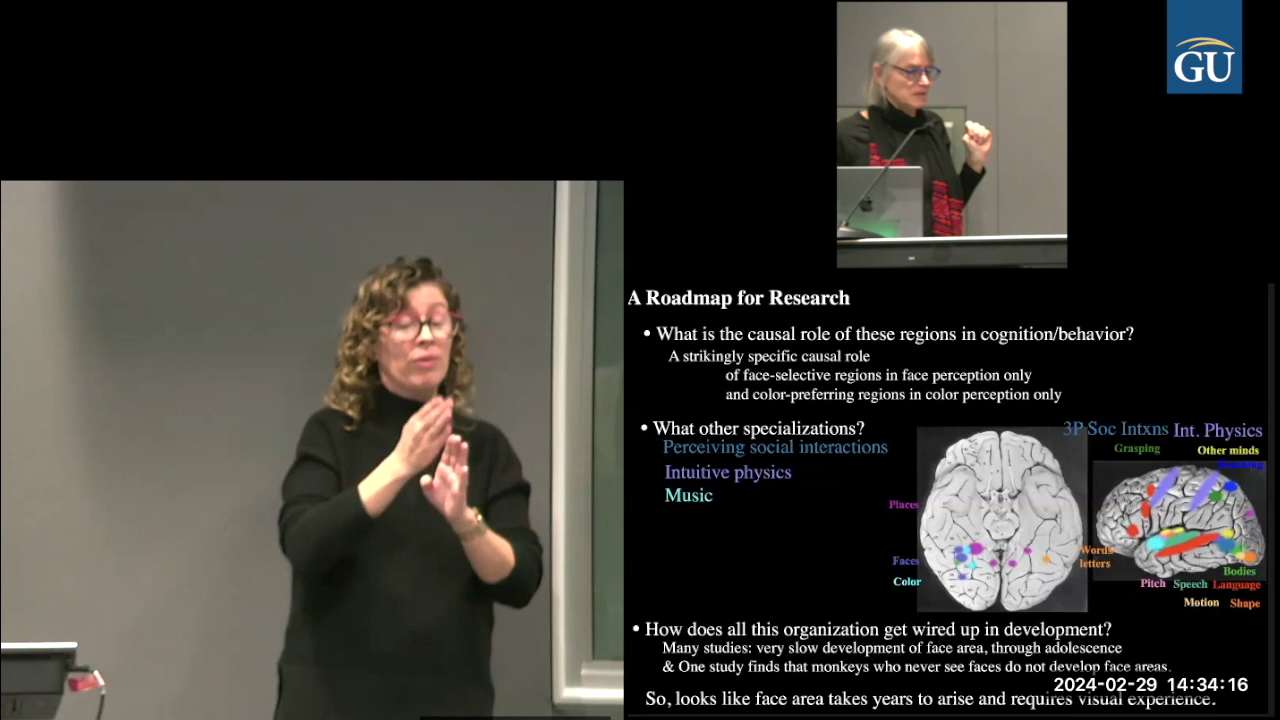 GU
A Roadmap for Research
• What is the causal role of these regions in cognition/behavior?
A strikingly specific causal role
of face-selective regions in face perception only
and color-preferring regions in color perception only
• What other specializations?
Perceiving social interactions
Intuitive physics
Music
3P Soc Intxns Int. Physics
Grasping Other minds
Places
Faces
Color
Words
letters
Bodies
Pitch Speech Language
Motion Shape
• How does all this organization get wired up in development?
Many studies: very slow development of face area, through adolescence
& One study finds that monkeys who never see faces do not develop face areas.
2024-02-29 14:34:16
So, looks like face area takes years to arise and requires visual experience.